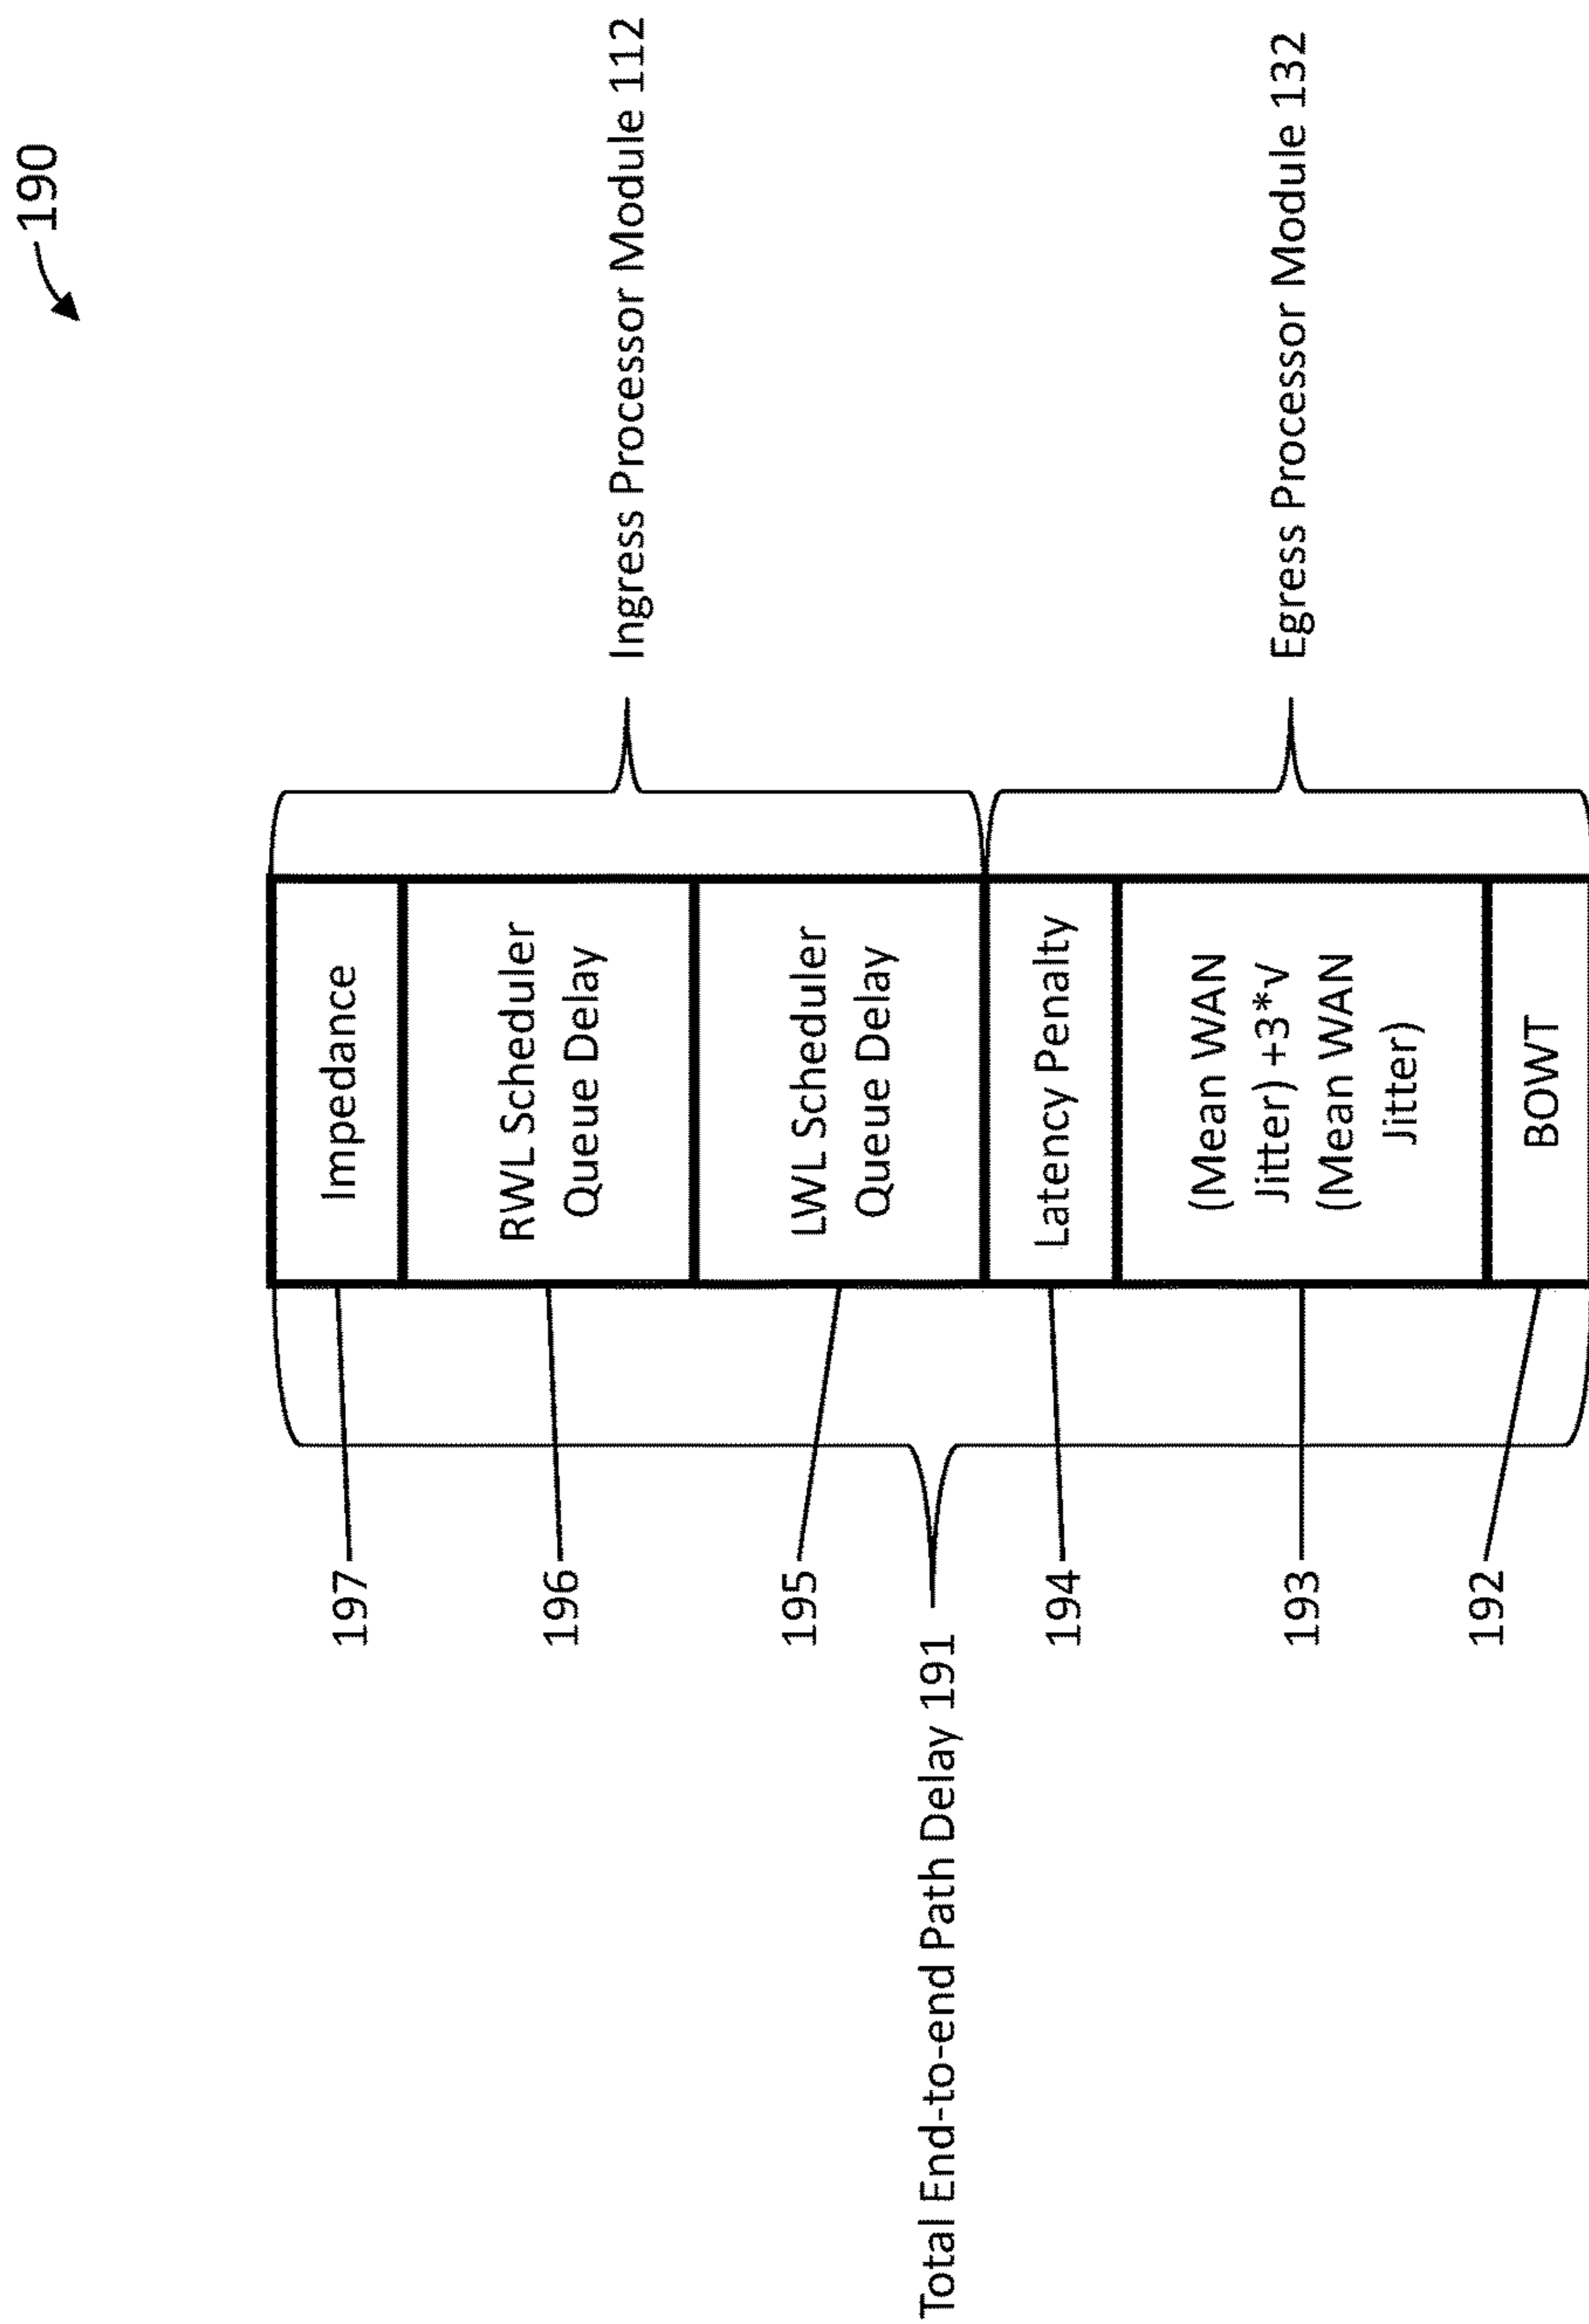 190
197
Impedance
196
RWL Scheduler
Queue Delay
Ingress Processor Module 112
195
LWL Scheduler
Queue Delay
Total End-to-end Path Delay 191
194
Latency Penalty
193
(Mean WAN
Jitter) +3*√
(Mean WAN
Jitter)
Egress Processor Module 132
192
BOWT